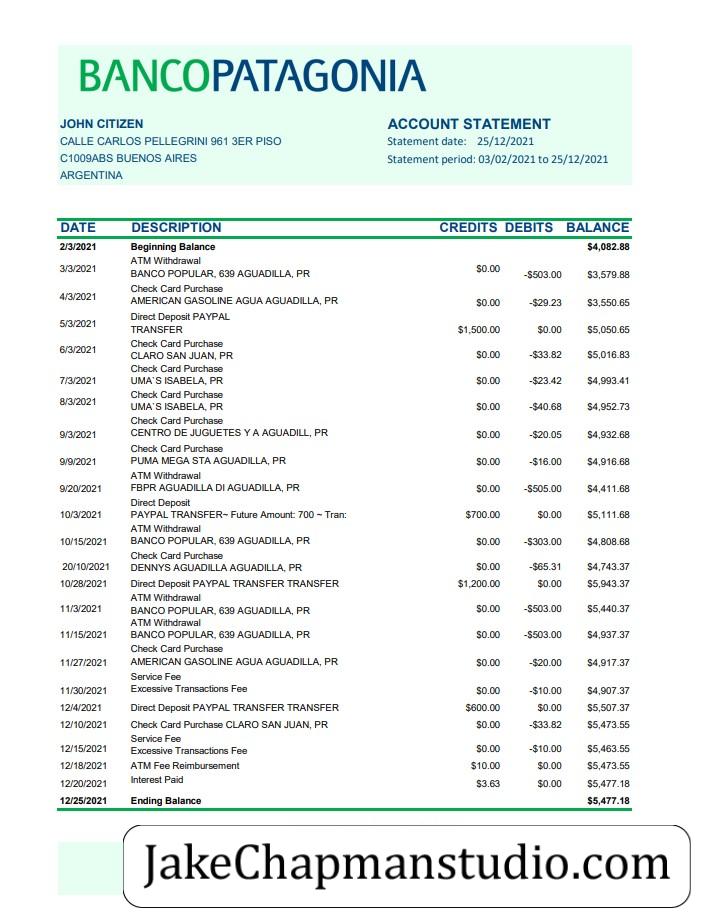 BANCOPATAGONIA
JOHN CITIZEN
CALLE CARLOS PELLEGRINI 961 3ER PISO
C1009ABS BUENOS AIRES
ARGENTINA
ACCOUNT STATEMENT
Statement date: 25/12/2021
Statement period: 03/02/2021 to 25/12/2021
DATE DESCRIPTION CREDITS DEBITS BALANCE
2/3/2021 Beginning Balance $4,082.88
ATM Withdrawal
3/3/2021 BANCO POPULAR, 639 AGUADILLA, PR $0.00 -$503.00 $3,579.88
Check Card Purchase
4/3/2021 AMERICAN GASOLINE AGUA AGUADILLA, PR $0.00 -$29.23 $3,550.65
Direct Deposit PAYPAL
5/3/2021 TRANSFER $1,500.00 $0.00 $5,050.65
Check Card Purchase
6/3/2021 CLARO SAN JUAN, PR $0.00 -$33.82 $5,016.83
Check Card Purchase
7/3/2021 UMA`S ISABELA, PR $0.00 -$23.42 $4,993.41
Check Card Purchase
8/3/2021 UMA`S ISABELA, PR $0.00 -$40.68 $4,952.73
Check Card Purchase
9/3/2021 CENTRO DE JUGUETES Y A AGUADILL, PR $0.00 -$20.05 $4,932.68
Check Card Purchase
9/9/2021 PUMA MEGA STA AGUADILLA, PR $0.00 -$16.00 $4,916.68
ATM Withdrawal
9/20/2021 FBPR AGUADILLA DI AGUADILLA, PR $0.00 -$505.00 $4,411.68
Direct Deposit
10/3/2021 PAYPAL TRANSFER~ Future Amount: 700 ~ Tran: $700.00 $0.00 $5,111.68
ATM Withdrawal
10/15/2021 BANCO POPULAR, 639 AGUADILLA, PR $0.00 -$303.00 $4,808.68
Check Card Purchase
20/10/2021 DENNYS AGUADILLA AGUADILLA, PR $0.00 -$65.31 $4,743.37
10/28/2021 Direct Deposit PAYPAL TRANSFER TRANSFER $1,200.00 $0.00 $5,943.37
ATM Withdrawal
11/3/2021 BANCO POPULAR, 639 AGUADILLA, PR $0.00 -$503.00 $5,440.37
ATM Withdrawal
11/15/2021 BANCO POPULAR, 639 AGUADILLA, PR $0.00 -$503.00 $4,937.37
Check Card Purchase
11/27/2021 AMERICAN GASOLINE AGUA AGUADILLA, PR $0.00 -$20.00 $4,917.37
Service Fee
11/30/2021 Excessive Transactions Fee $0.00 -$10.00 $4,907.37
12/4/2021 Direct Deposit PAYPAL TRANSFER TRANSFER $600.00 $0.00 $5,507.37
12/10/2021 Check Card Purchase CLARO SAN JUAN, PR $0.00 -$33.82 $5,473.55
Service Fee
12/15/2021 Excessive Transactions Fee $0.00 -$10.00 $5,463.55
12/18/2021 ATM Fee Reimbursement $10.00 $0.00 $5,473.55
12/20/2021 Interest Paid $3.63 $0.00 $5,477.18
12/25/2021 Ending Balance $5,477.18
JakeChapmanstudio.com